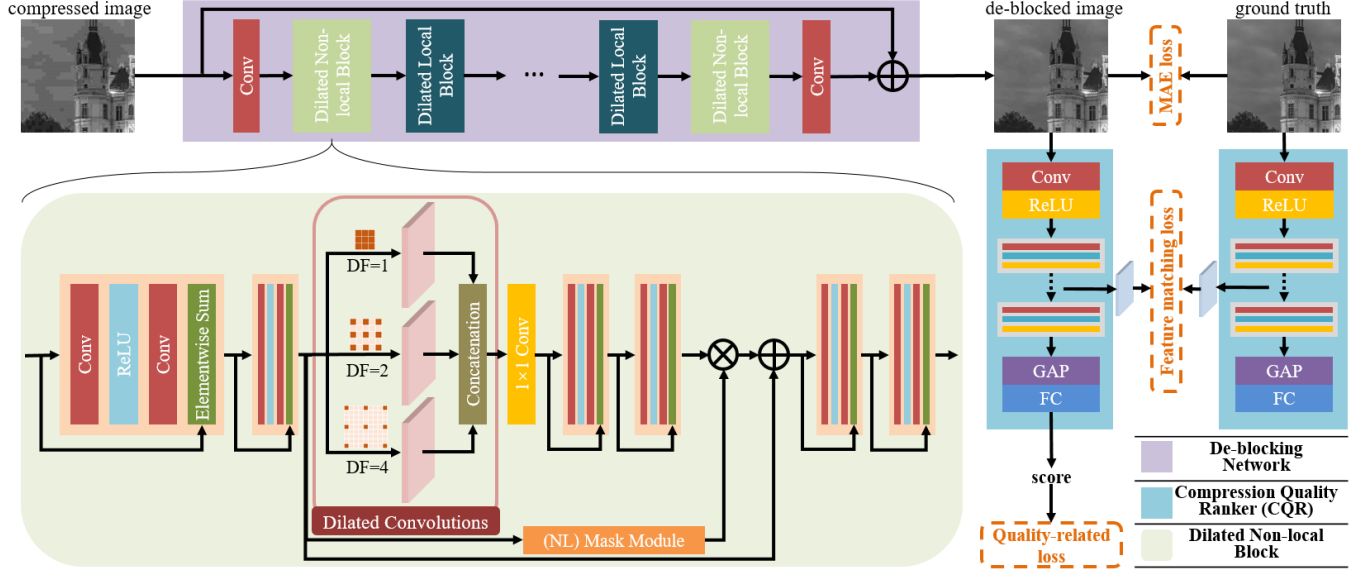 compressed image
de-blocked image
ground truth
Conv
Dilated Non-
local Block
Dilated Local
Block
...
Dilated Local
Block
Dilated Non-
local Block
Conv
MAE loss
Conv
ReLU
Conv
Elementwise Sum
DF=1
DF=2
DF=4
Concatenation
1×1 Conv
Dilated Convolutions
(NL) Mask Module
Conv
ReLU
GAP
FC
score
Quality-related
loss
Feature matching loss
Conv
ReLU
GAP
FC
De-blocking
Network
Compression Quality
Ranker (CQR)
Dilated Non-local
Block